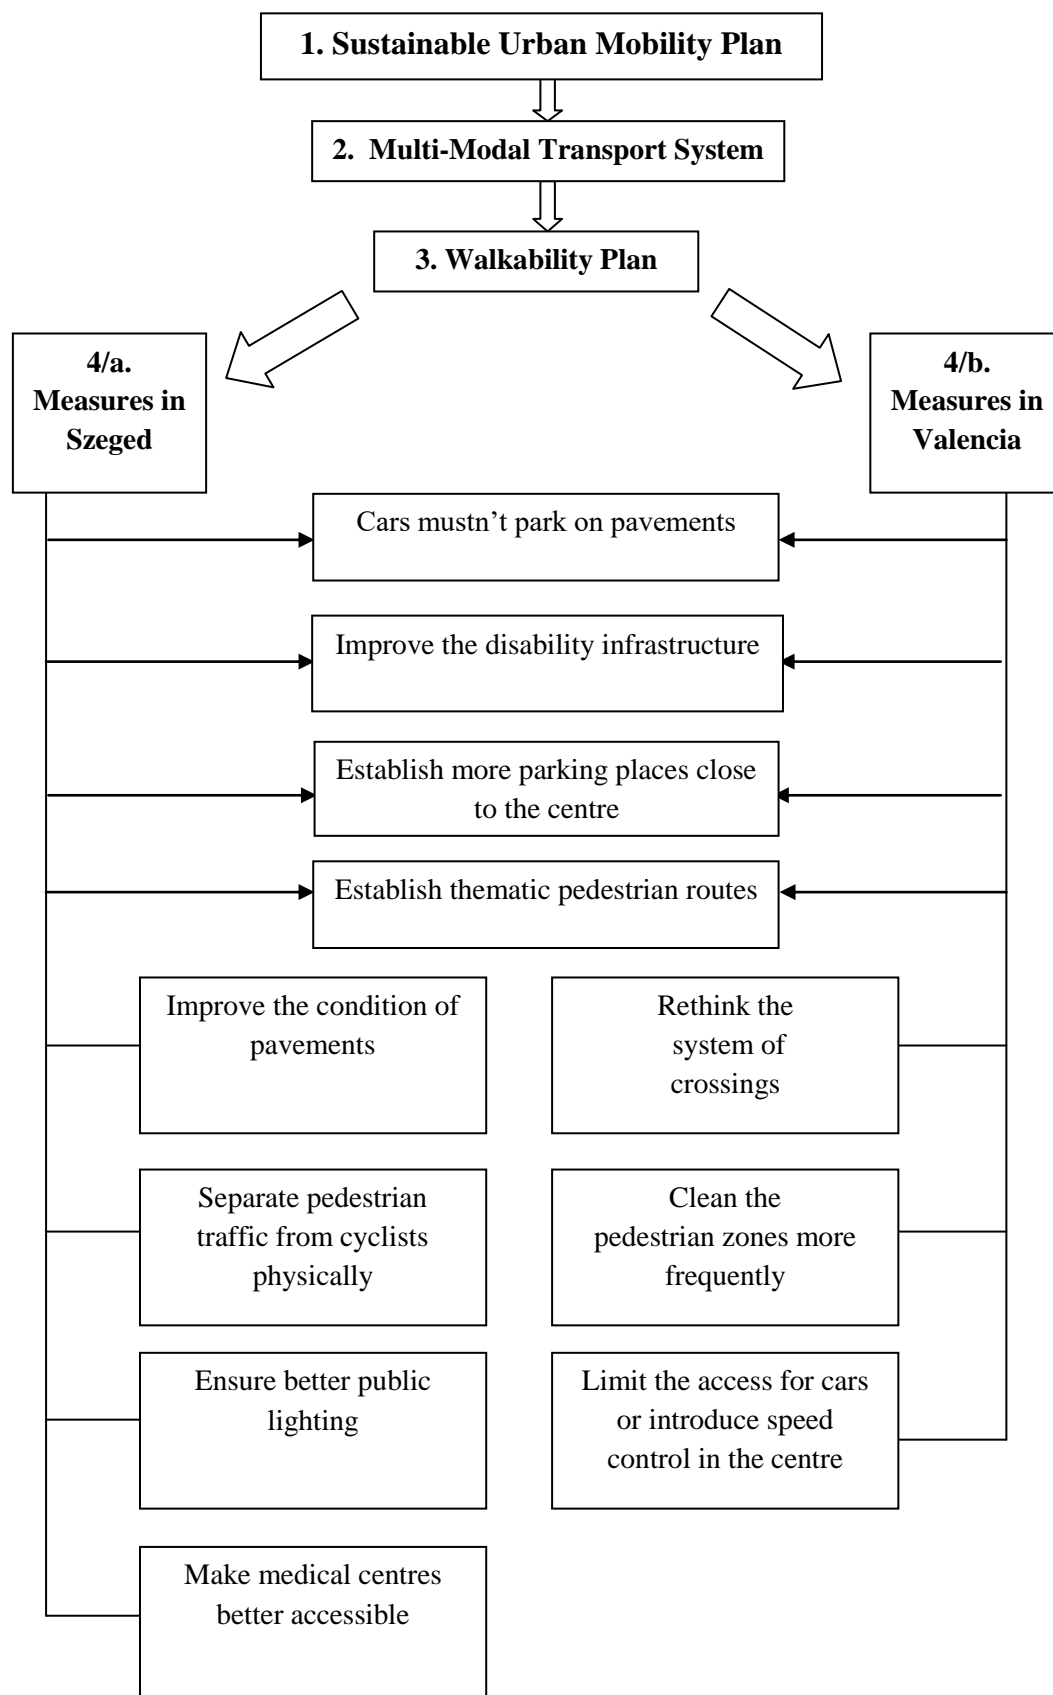 1. Sustainable Urban Mobility Plan
2. Multi-Modal Transport System
3. Walkability Plan
4/a.
Measures in
Szeged
4/b.
Measures in
Valencia
Cars mustn’t park on pavements
Improve the disability infrastructure
Establish more parking places close
to the centre
Establish thematic pedestrian routes
Improve the condition of
pavements
Rethink the
system of
crossings
Separate pedestrian
traffic from cyclists
physically
Clean the
pedestrian zones more
frequently
Ensure better public
lighting
Limit the access for cars
or introduce speed
control in the centre
Make medical centres
better accessible